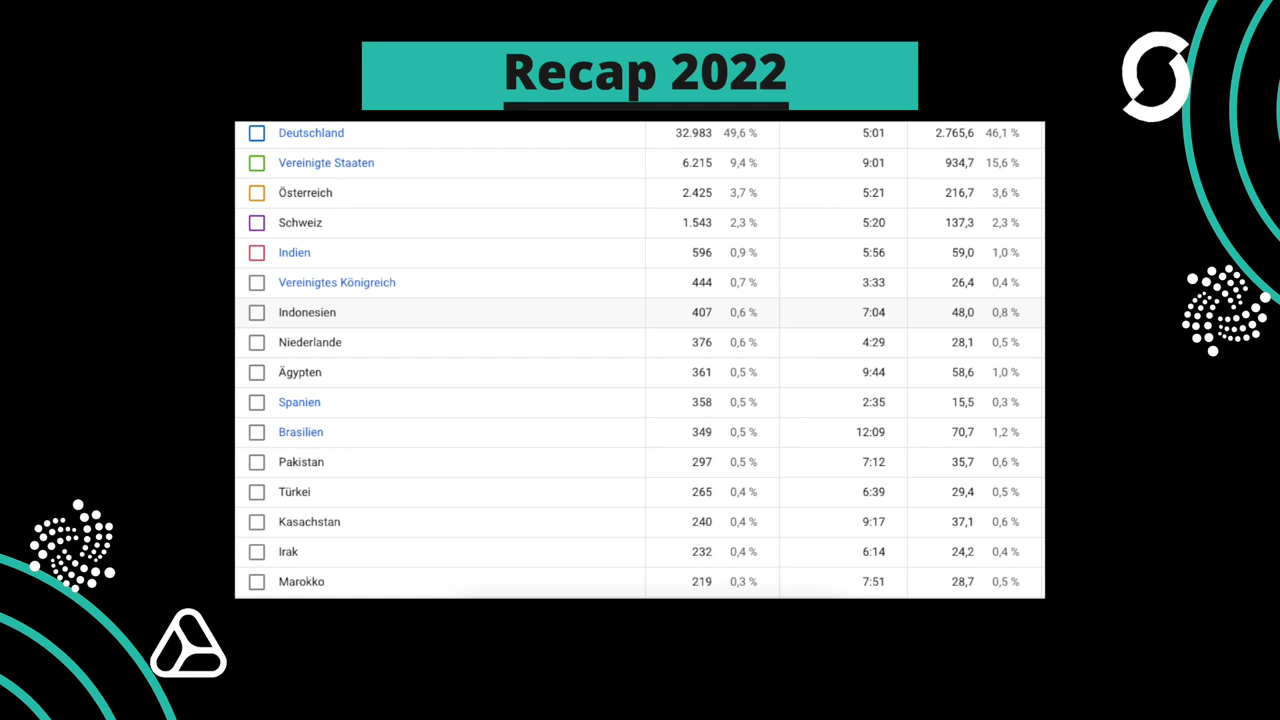 Recap 2022
Deutschland 32.983 49,6 % 5:01 2.765,6 46,1 %
Vereinigte Staaten 6.215 9,4 % 9:01 934,7 15,6 %
Österreich 2.425 3,7 % 5:21 216,7 3,6 %
Schweiz 1.543 2,3 % 5:20 137,3 2,3 %
Indien 596 0,9 % 5:56 59,0 1,0 %
Vereinigtes Königreich 444 0,7 % 3:33 26,4 0,4 %
Indonesien 407 0,6 % 7:04 48,0 0,8 %
Niederlande 376 0,6 % 4:29 28,1 0,5 %
Ägypten 361 0,5 % 9:44 58,6 1,0 %
Spanien 358 0,5 % 2:35 15,5 0,3 %
Brasilien 349 0,5 % 12:09 70,7 1,2 %
Pakistan 297 0,5 % 7:12 35,7 0,6 %
Türkei 265 0,4 % 6:39 29,4 0,5 %
Kasachstan 240 0,4 % 9:17 37,1 0,6 %
Irak 232 0,4 % 6:14 24,2 0,4 %
Marokko 219 0,3 % 7:51 28,7 0,5 %